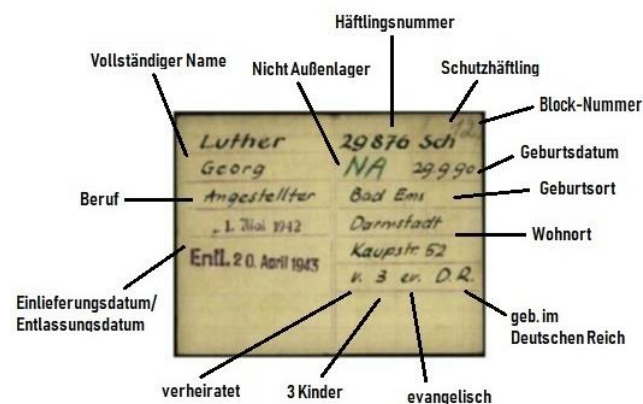 Häftlingsnummer
Vollständiger Name
Nicht Außenlager
Schutzhäftling
Block-Nummer
Luther 29876 Sch 12
Georg NA 29.9.90
Geburtsdatum
Beruf
Angestellter Bad Ems
Geburtsort
1. Mai 1942 Darmstadt
Wohnort
Entl. 20. April 1943 Kaupstr. 52
v. 3 ev. D.R.
Einlieferungsdatum/
Entlassungsdatum
geb. im
Deutschen Reich
verheiratet
3 Kinder
evangelisch